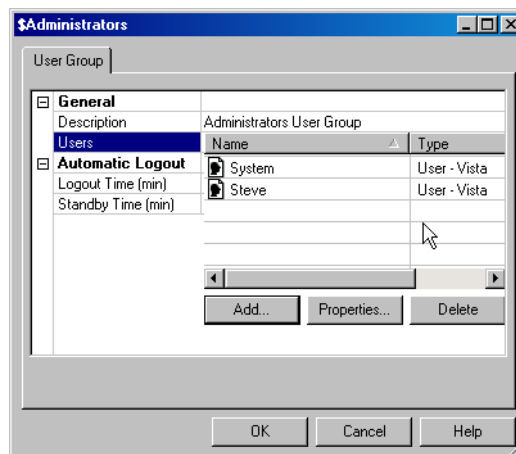 $Administrators
User Group
General
Description Administrators User Group
Users Name Type
Automatic Logout System User - Vista
Logout Time (min) Steve User - Vista
Standby Time (min)
Add... Properties... Delete
OK Cancel Help